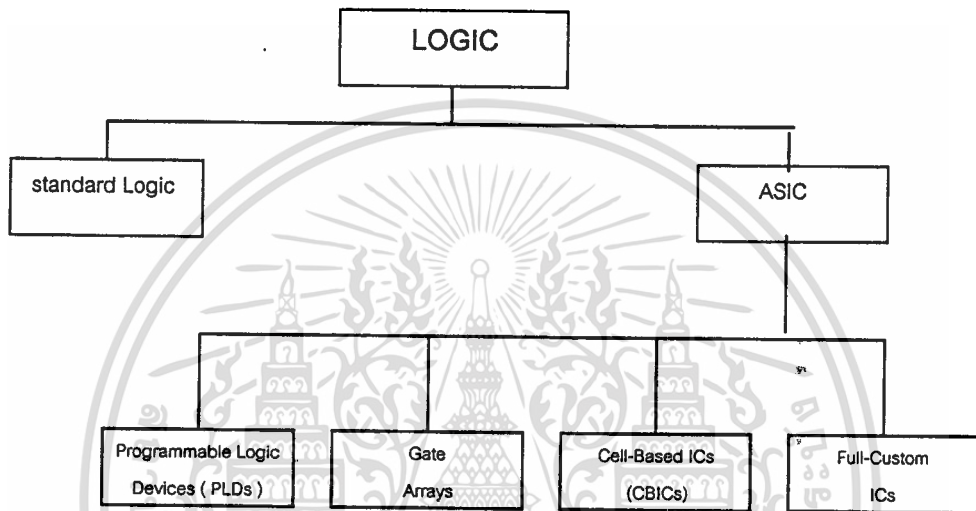 LOGIC
standard Logic
ASIC
Programmable Logic
Devices ( PLDs )
Gate
Arrays
Cell-Based ICs
(CBICs)
Full-Custom
ICs